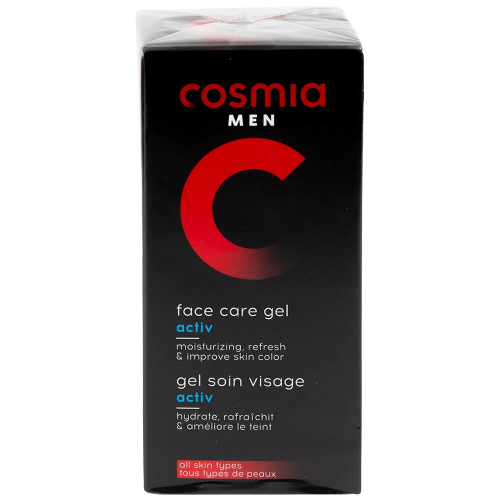 cosmia
MEN
face care gel
activ
moisturizing, refresh
& improve skin color
gel soin visage
activ
hydrate, rafraîchit
& améliore le teint
all skin types
tous types de peaux